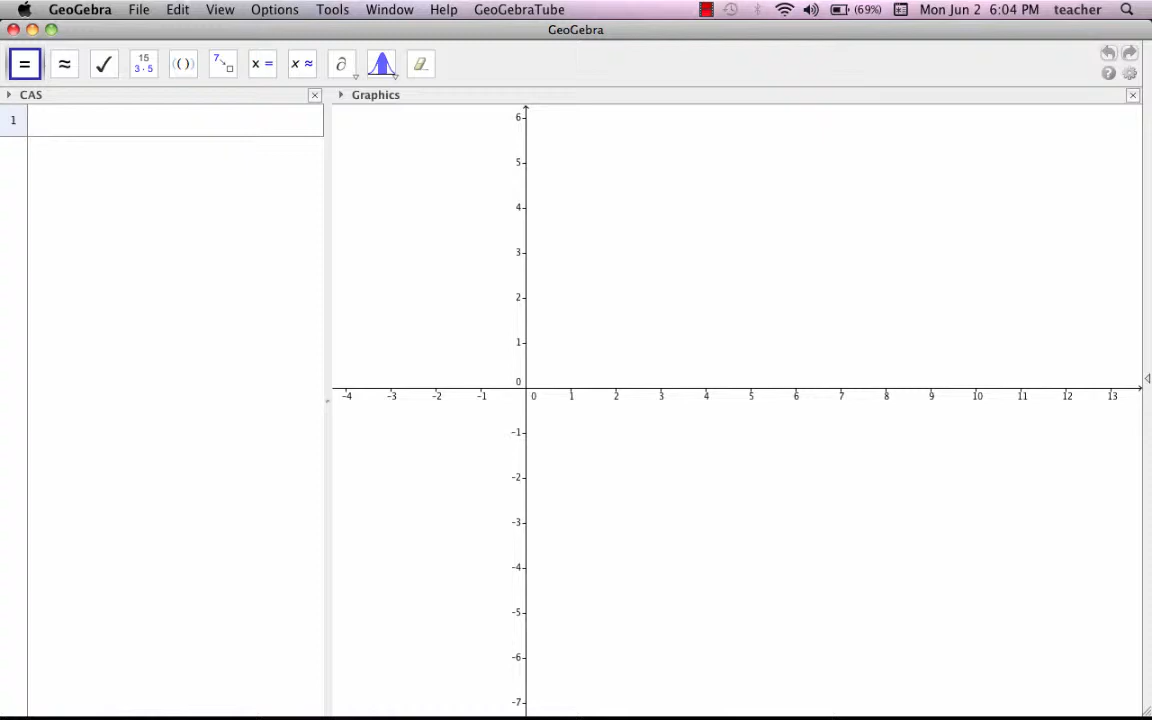 GeoGebra File Edit View Options Tools Window Help GeoGebraTube (69%) Mon Jun 2 6:04 PM teacher
GeoGebra
= ≈ ✓ 15 3·5 (()) 7 x = x ≈ ∂
CAS
Graphics
1
6
5
4
3
2
1
0
-4 -3 -2 -1 0 1 2 3 4 5 6 7 8 9 10 11 12 13
-1
-2
-3
-4
-5
-6
-7